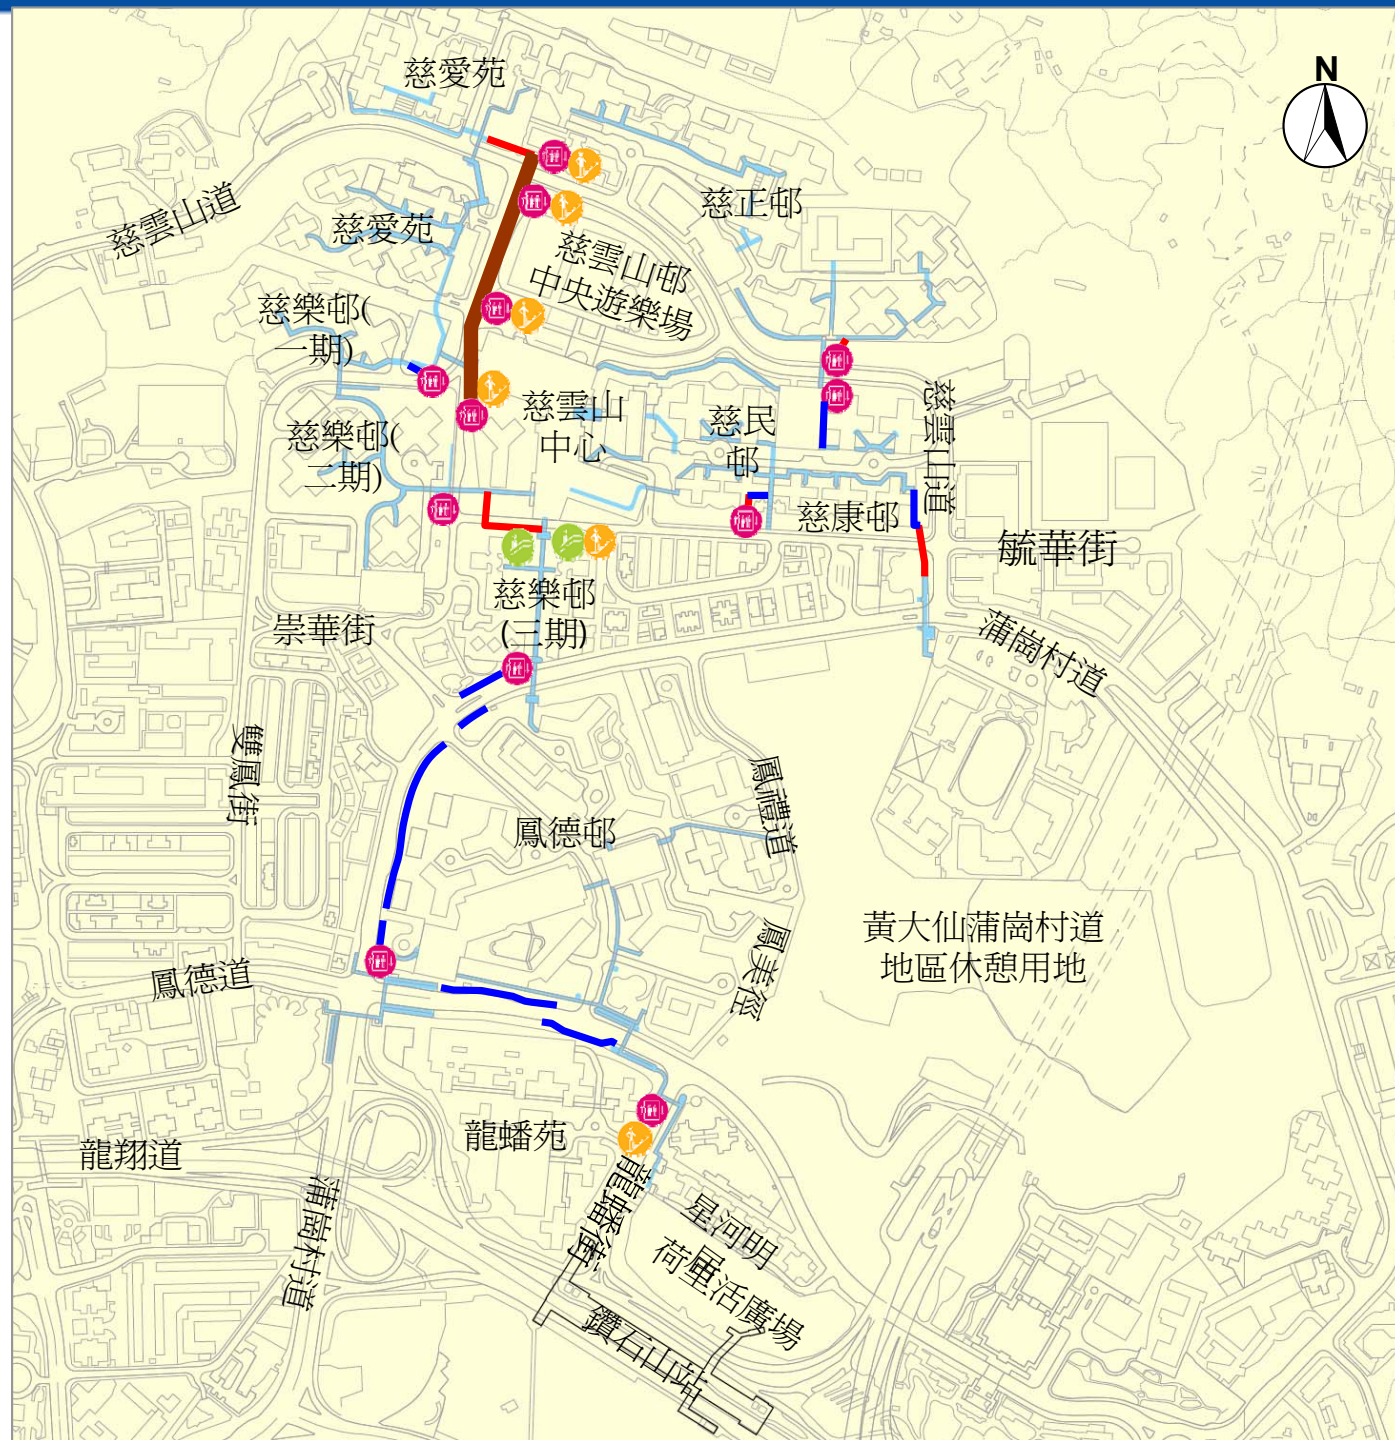 慈愛苑
N
慈雲山道
慈愛苑
慈正邨
慈雲山邨
中央遊樂場
慈樂邨(
一期)
慈雲山
中心
慈民
邨
慈雲山道
慈樂邨(
二期)
慈康邨
毓華街
慈樂邨
(三期)
崇華街
蒲崗村道
雙鳳街
鳳禮道
鳳德邨
黃大仙蒲崗村道
地區休憩用地
鳳美徑
鳳德道
龍蟠苑
龍翔道
蒲崗村道
龍蟠街
星河明
居
荷里活廣場
鑽石山站